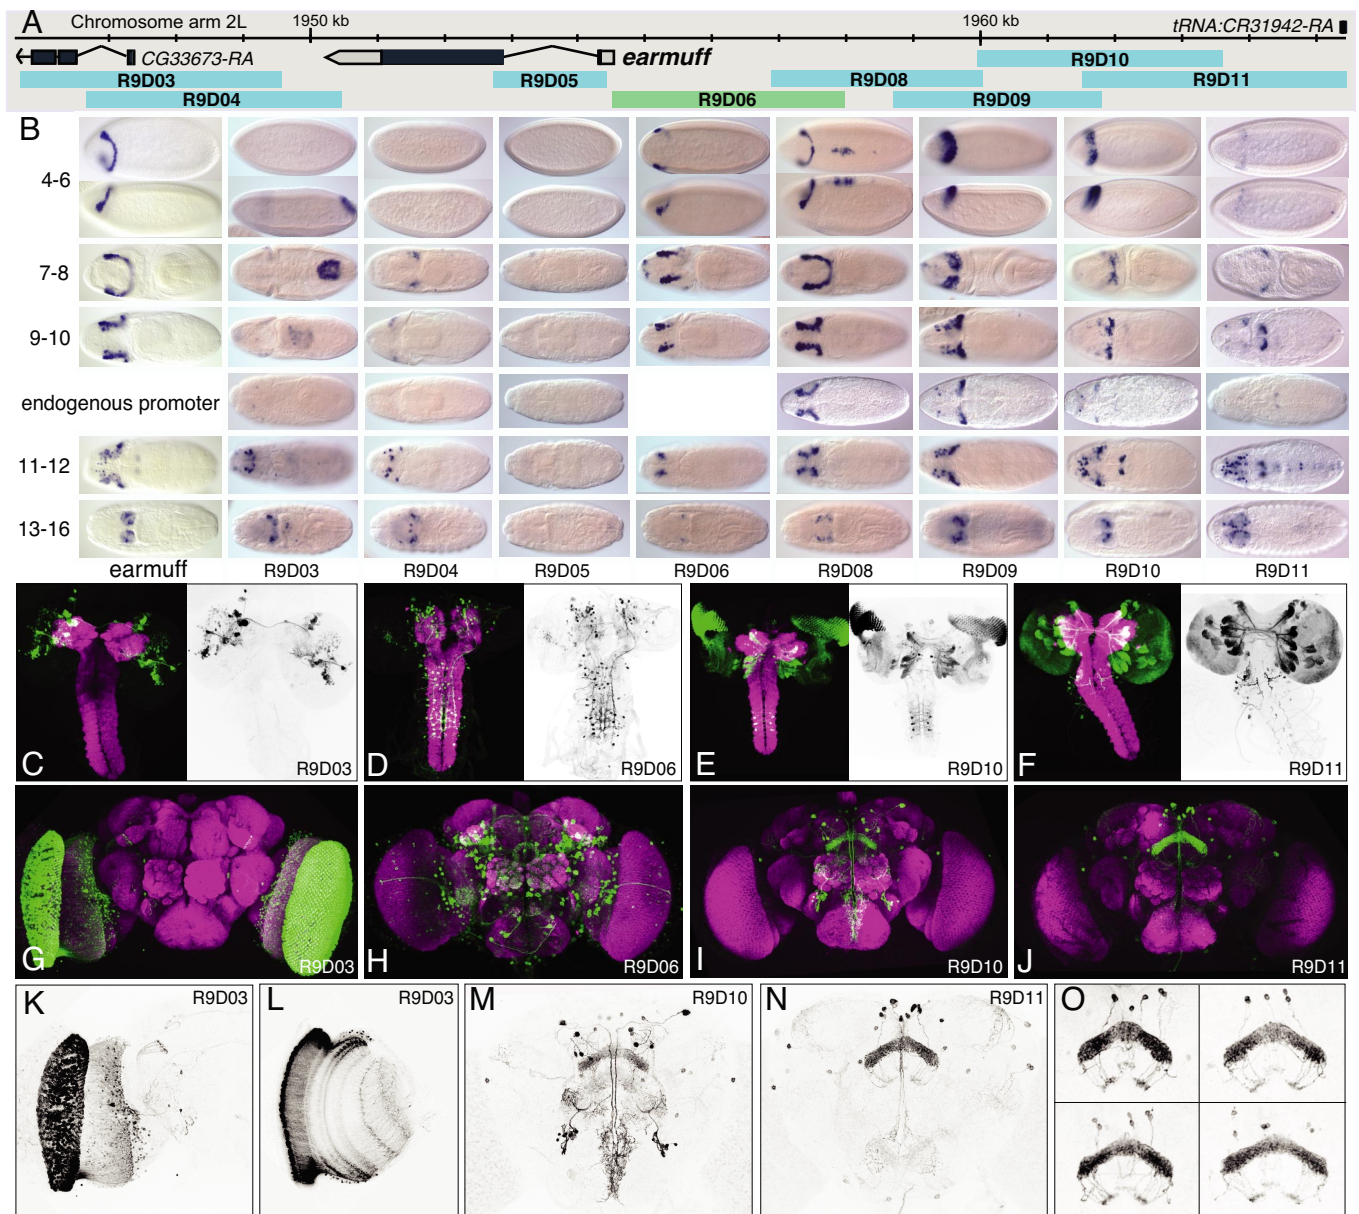 A Chromosome arm 2L 1950 kb 1960 kb tRNA:CR31942-RA
CG33673-RA earmuff R9D10
R9D03 R9D05 R9D08 R9D11
R9D04 R9D06 R9D09
B
4-6
7-8
9-10
endogenous promoter
11-12
13-16
earmuff R9D03 R9D04 R9D05 R9D06 R9D08 R9D09 R9D10 R9D11
C R9D03 D R9D06 E R9D10 F R9D11
G R9D03 H R9D06 I R9D10 J R9D11
K R9D03 L R9D03 M R9D10 N R9D11 O